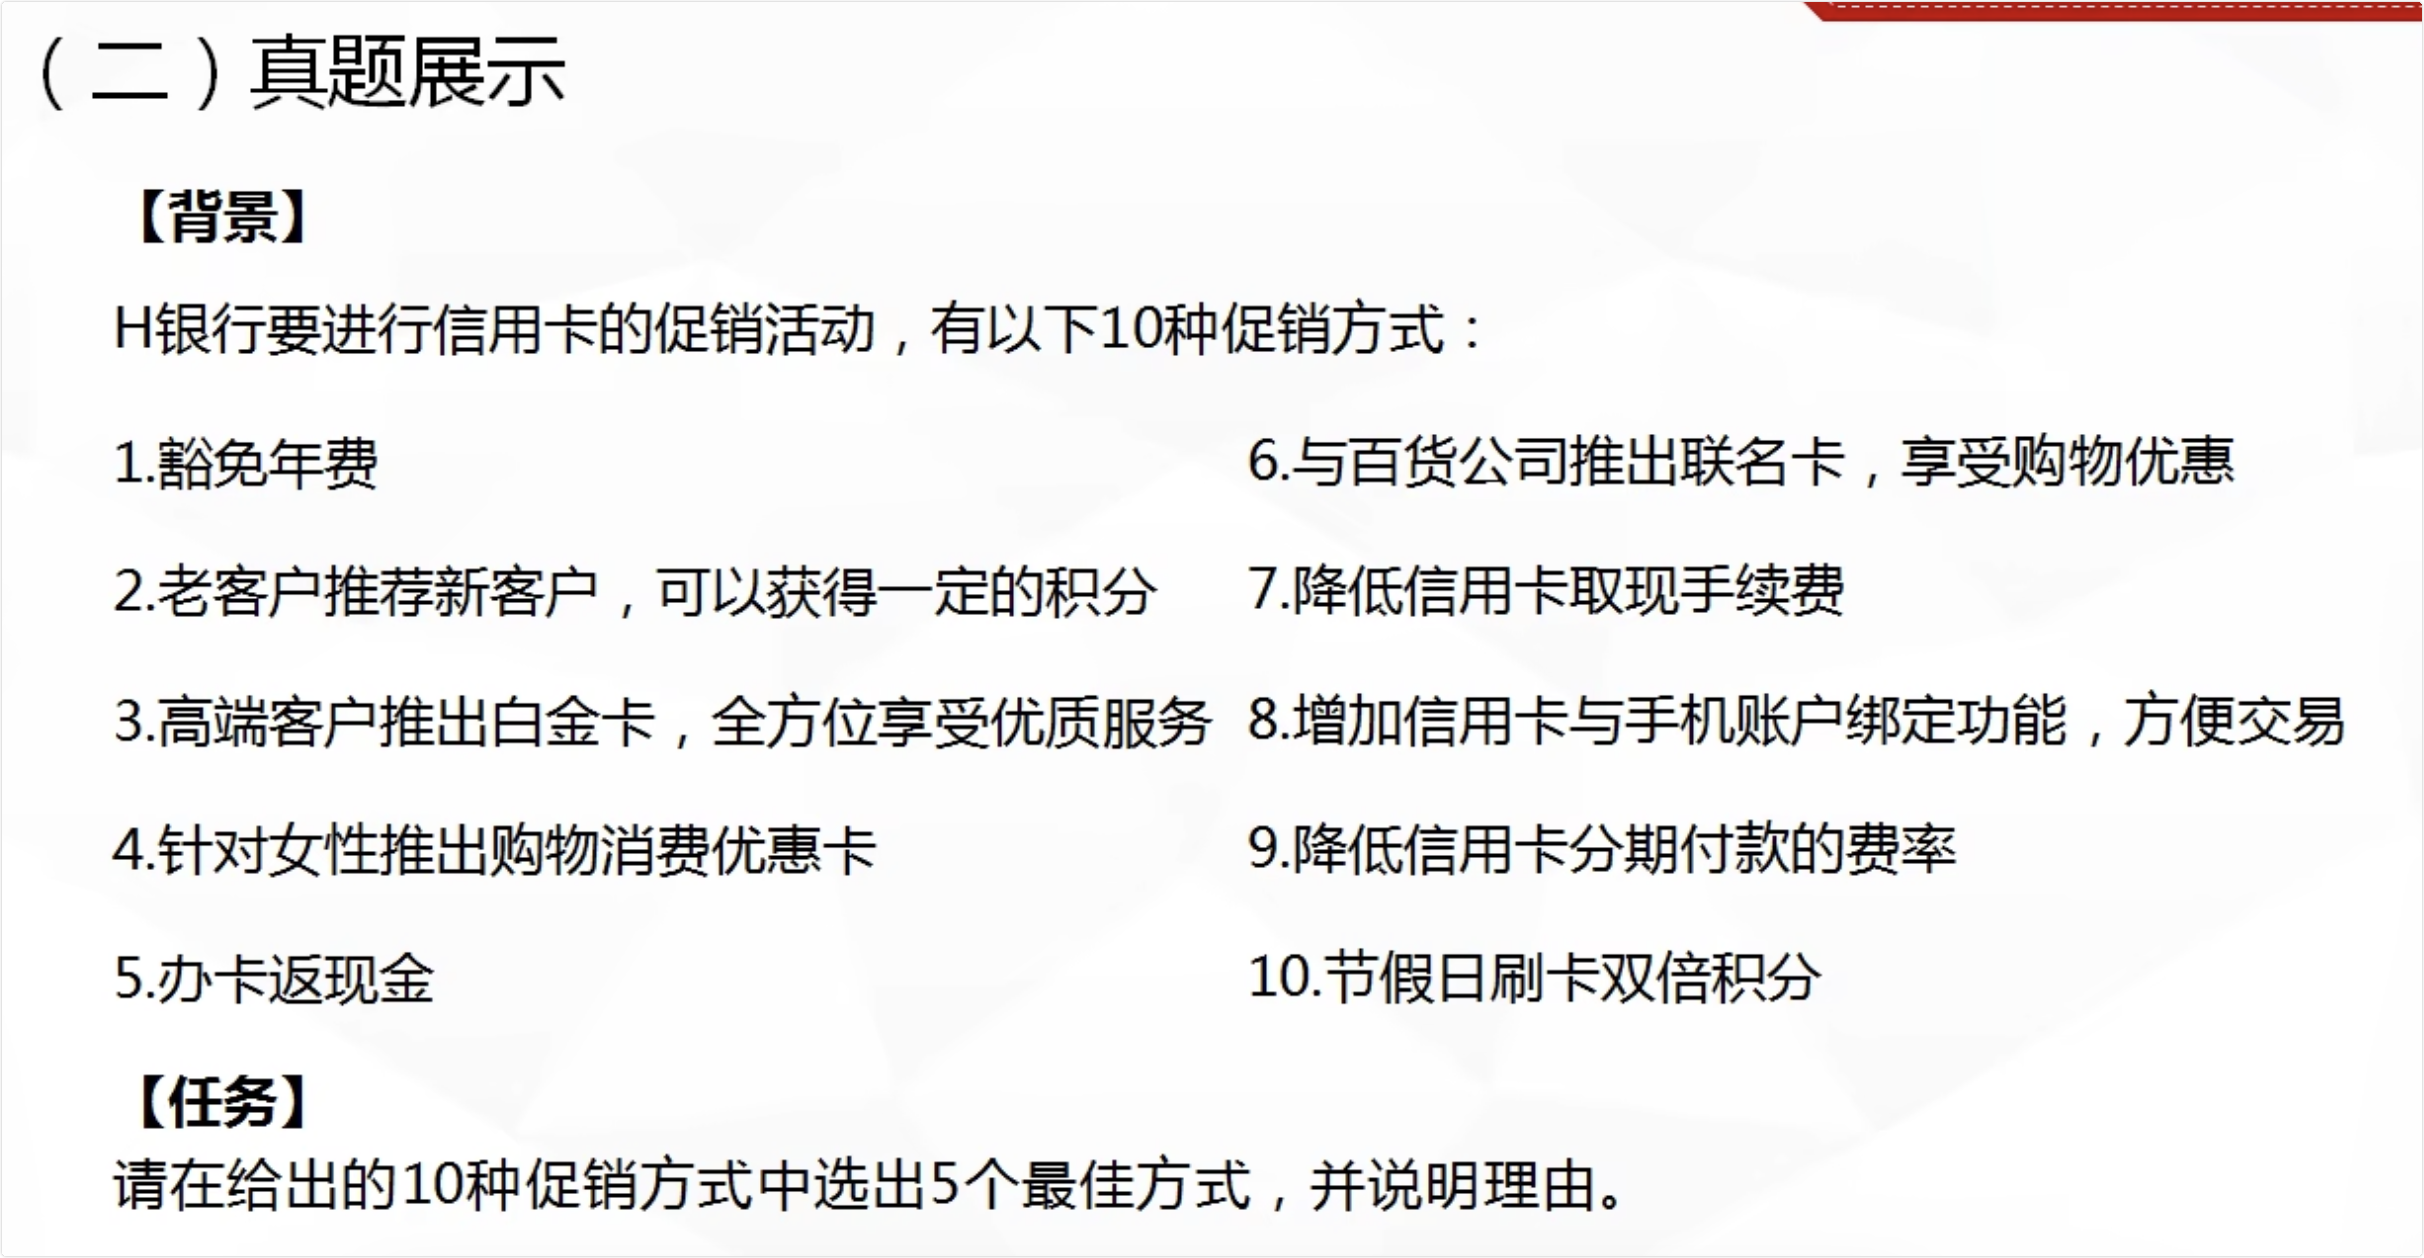 （二）真题展示
【背景】
H银行要进行信用卡的促销活动，有以下10种促销方式：
1.豁免年费
2.老客户推荐新客户，可以获得一定的积分
3.高端客户推出白金卡，全方位享受优质服务
4.针对女性推出购物消费优惠卡
5.办卡返现金
6.与百货公司推出联名卡，享受购物优惠
7.降低信用卡取现手续费
8.增加信用卡与手机账户绑定功能，方便交易
9.降低信用卡分期付款的费率
10.节假日刷卡双倍积分
【任务】
请在给出的10种促销方式中选出5个最佳方式，并说明理由。